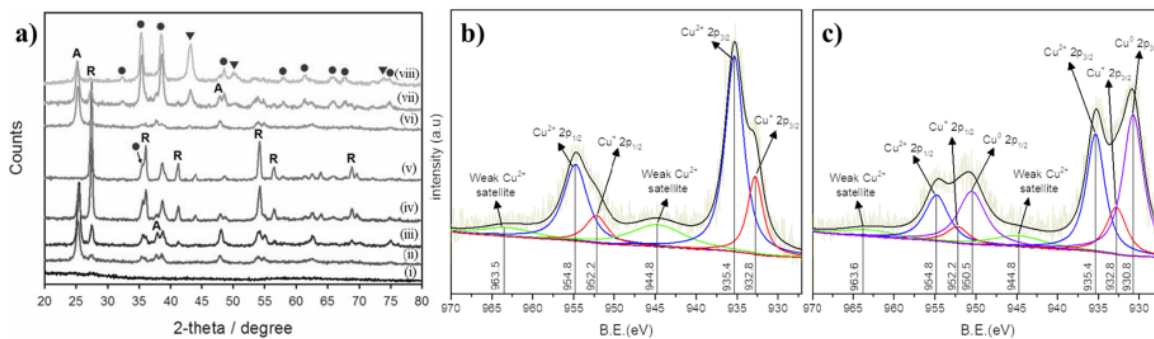 a)
A
R
A
R
R
R
R
R
A
(viii)
(vii)
(vi)
(v)
(iv)
(iii)
(ii)
(i)
Counts
20 25 30 35 40 45 50 55 60 65 70 75 80
2-theta / degree
b)
Cu2+ 2p3/2
Cu2+ 2p1/2
Cu+ 2p1/2
Cu+ 2p3/2
Weak Cu2+
satellite
Weak Cu2+
satellite
intensity (a.u)
963.5
954.8
952.2
944.8
935.4
932.8
970 965 960 955 950 945 940 935 930
B.E.(eV)
c)
Cu2+ 2p3/2
Cu0 2p3/2
Cu+ 2p3/2
Cu2+ 2p1/2
Cu+ 2p1/2
Cu0 2p1/2
Weak Cu2+
satellite
Weak Cu2+
satellite
963.6
954.8
952.2
950.5
944.8
935.4
932.8
930.8
970 965 960 955 950 945 940 935 930
B.E.(eV)